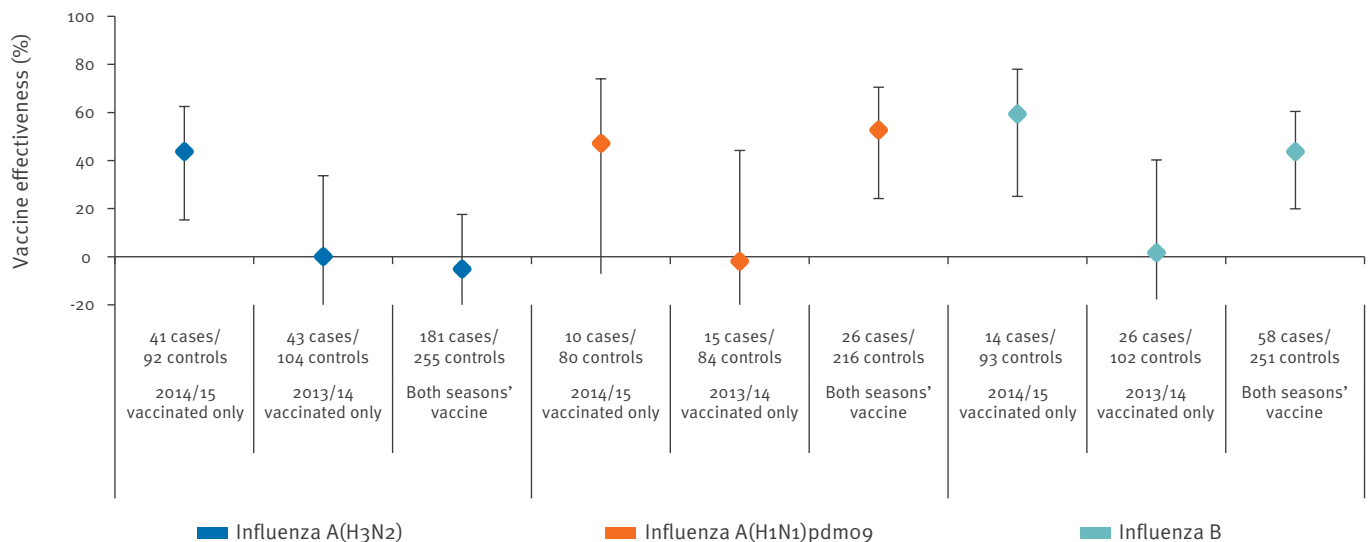 Vaccine effectiveness (%)
100
80
60
40
20
0
-20
41 cases/
92 controls
2014/15
vaccinated only
43 cases/
104 controls
2013/14
vaccinated only
181 cases/
255 controls
Both seasons'
vaccine
10 cases/
80 controls
2014/15
vaccinated only
15 cases/
84 controls
2013/14
vaccinated only
26 cases/
216 controls
Both seasons'
vaccine
14 cases/
93 controls
2014/15
vaccinated only
26 cases/
102 controls
2013/14
vaccinated only
58 cases/
251 controls
Both seasons'
vaccine
Influenza A(H3N2)
Influenza A(H1N1)pdm09
Influenza B